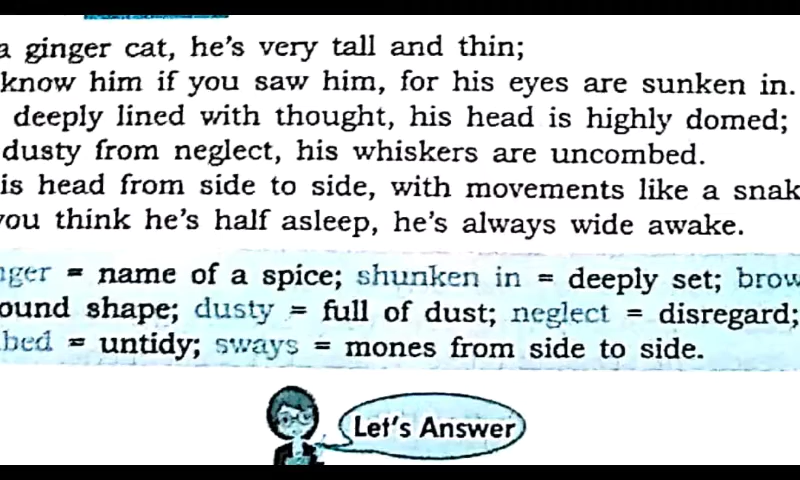 a ginger cat, he's very tall and thin;
know him if you saw him, for his eyes are sunken in.
deeply lined with thought, his head is highly domed;
dusty from neglect, his whiskers are uncombed.
is head from side to side, with movements like a snak
you think he's half asleep, he's always wide awake.
nger = name of a spice; shunken in = deeply set; brow
ound shape; dusty = full of dust; neglect = disregard;
bed = untidy; sways = mones from side to side.
Let's Answer